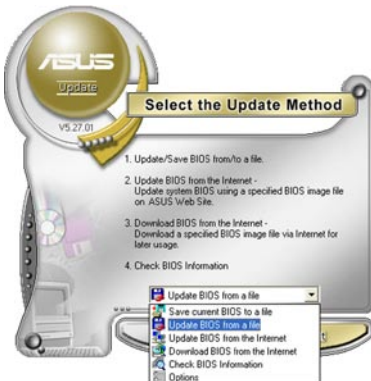 ASUS
Update
V5.27.01
Select the Update Method
1. Update/Save BIOS from/to a file.
2. Update BIOS from the Internet -
Update system BIOS using a specified BIOS image file
on ASUS Web Site.
3. Download BIOS from the Internet -
Download a specified BIOS image file via Internet for
later usage.
4. Check BIOS Information
Update BIOS from a file
Save current BIOS to a file
Update BIOS from a file
Update BIOS from the Internet
Download BIOS from the Internet
Check BIOS Information
Options